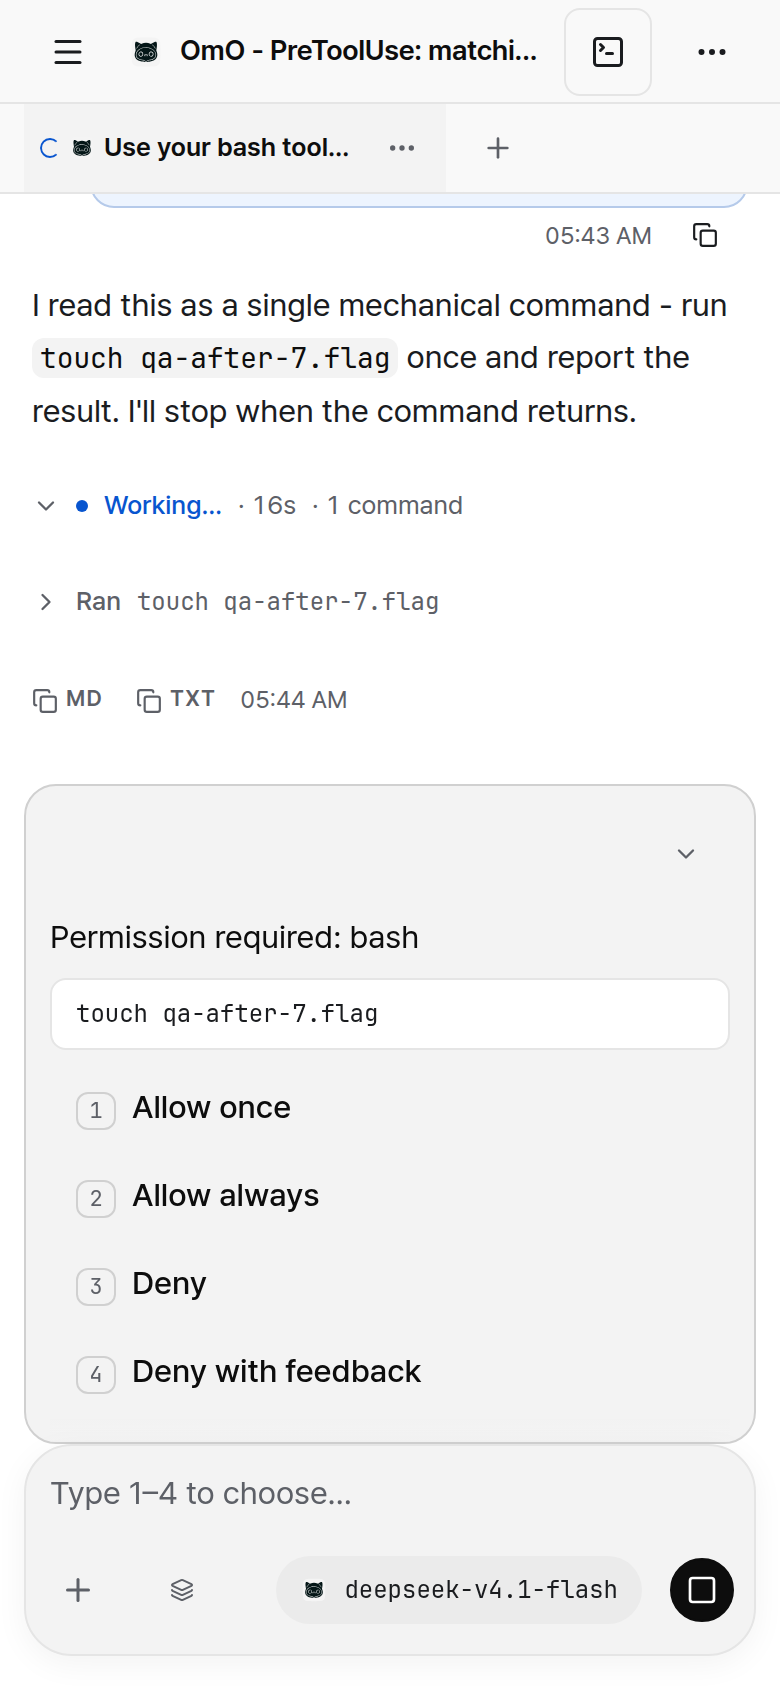 OmO - PreToolUse: matchi...
Use your bash tool...
05:43 AM
I read this as a single mechanical command - run
touch qa-after-7.flag once and report the
result. I'll stop when the command returns.
Working... · 16s · 1 command
Ran touch qa-after-7.flag
MD TXT 05:44 AM
Permission required: bash
touch qa-after-7.flag
1 Allow once
2 Allow always
3 Deny
4 Deny with feedback
Type 1–4 to choose...
deepseek-v4.1-flash